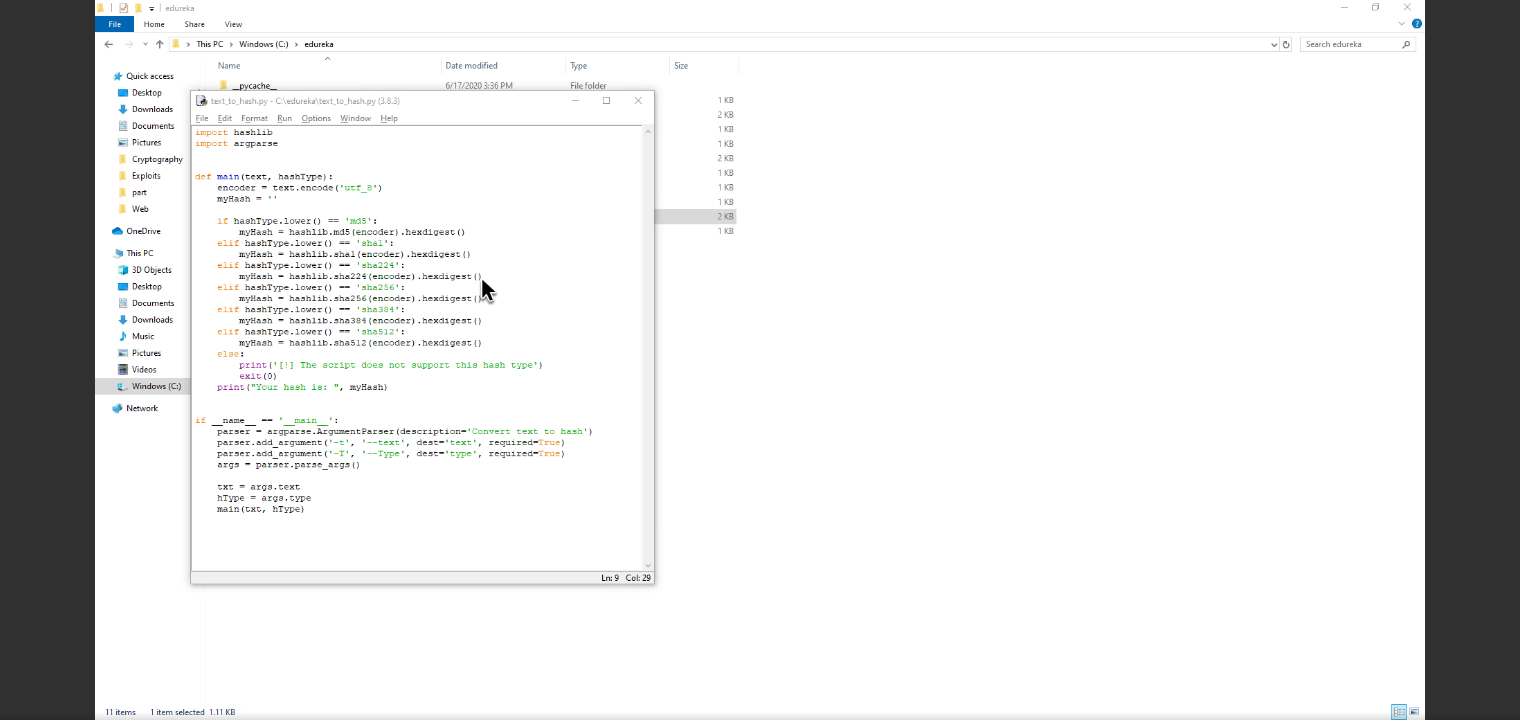 edureka
File Home Share View
This PC > Windows (C:) > edureka
Search edureka
Name Date modified Type Size
__pycache__ 6/17/2020 3:36 PM File folder
Quick access
Desktop
Downloads
Documents
Pictures
Cryptography
Exploits
part
Web
OneDrive
This PC
3D Objects
Desktop
Documents
Downloads
Music
Pictures
Videos
Windows (C:)
Network
1 KB
2 KB
1 KB
1 KB
2 KB
1 KB
1 KB
1 KB
2 KB
1 KB
text_to_hash.py - C:\edureka\text_to_hash.py (3.8.3)
File Edit Format Run Options Window Help
import hashlib
import argparse
def main(text, hashType):
    encoder = text.encode('utf_8')
    myHash = ''
    if hashType.lower() == 'md5':
        myHash = hashlib.md5(encoder).hexdigest()
    elif hashType.lower() == 'sha1':
        myHash = hashlib.sha1(encoder).hexdigest()
    elif hashType.lower() == 'sha224':
        myHash = hashlib.sha224(encoder).hexdigest()
    elif hashType.lower() == 'sha256':
        myHash = hashlib.sha256(encoder).hexdigest()
    elif hashType.lower() == 'sha384':
        myHash = hashlib.sha384(encoder).hexdigest()
    elif hashType.lower() == 'sha512':
        myHash = hashlib.sha512(encoder).hexdigest()
    else:
        print('[!] The script does not support this hash type')
        exit(0)
    print("Your hash is: ", myHash)
if __name__ == '__main__':
    parser = argparse.ArgumentParser(description='Convert text to hash')
    parser.add_argument('-t', '--text', dest='text', required=True)
    parser.add_argument('-T', '--Type', dest='type', required=True)
    args = parser.parse_args()
    txt = args.text
    hType = args.type
    main(txt, hType)
Ln: 9 Col: 29
11 items 1 item selected 1.11 KB